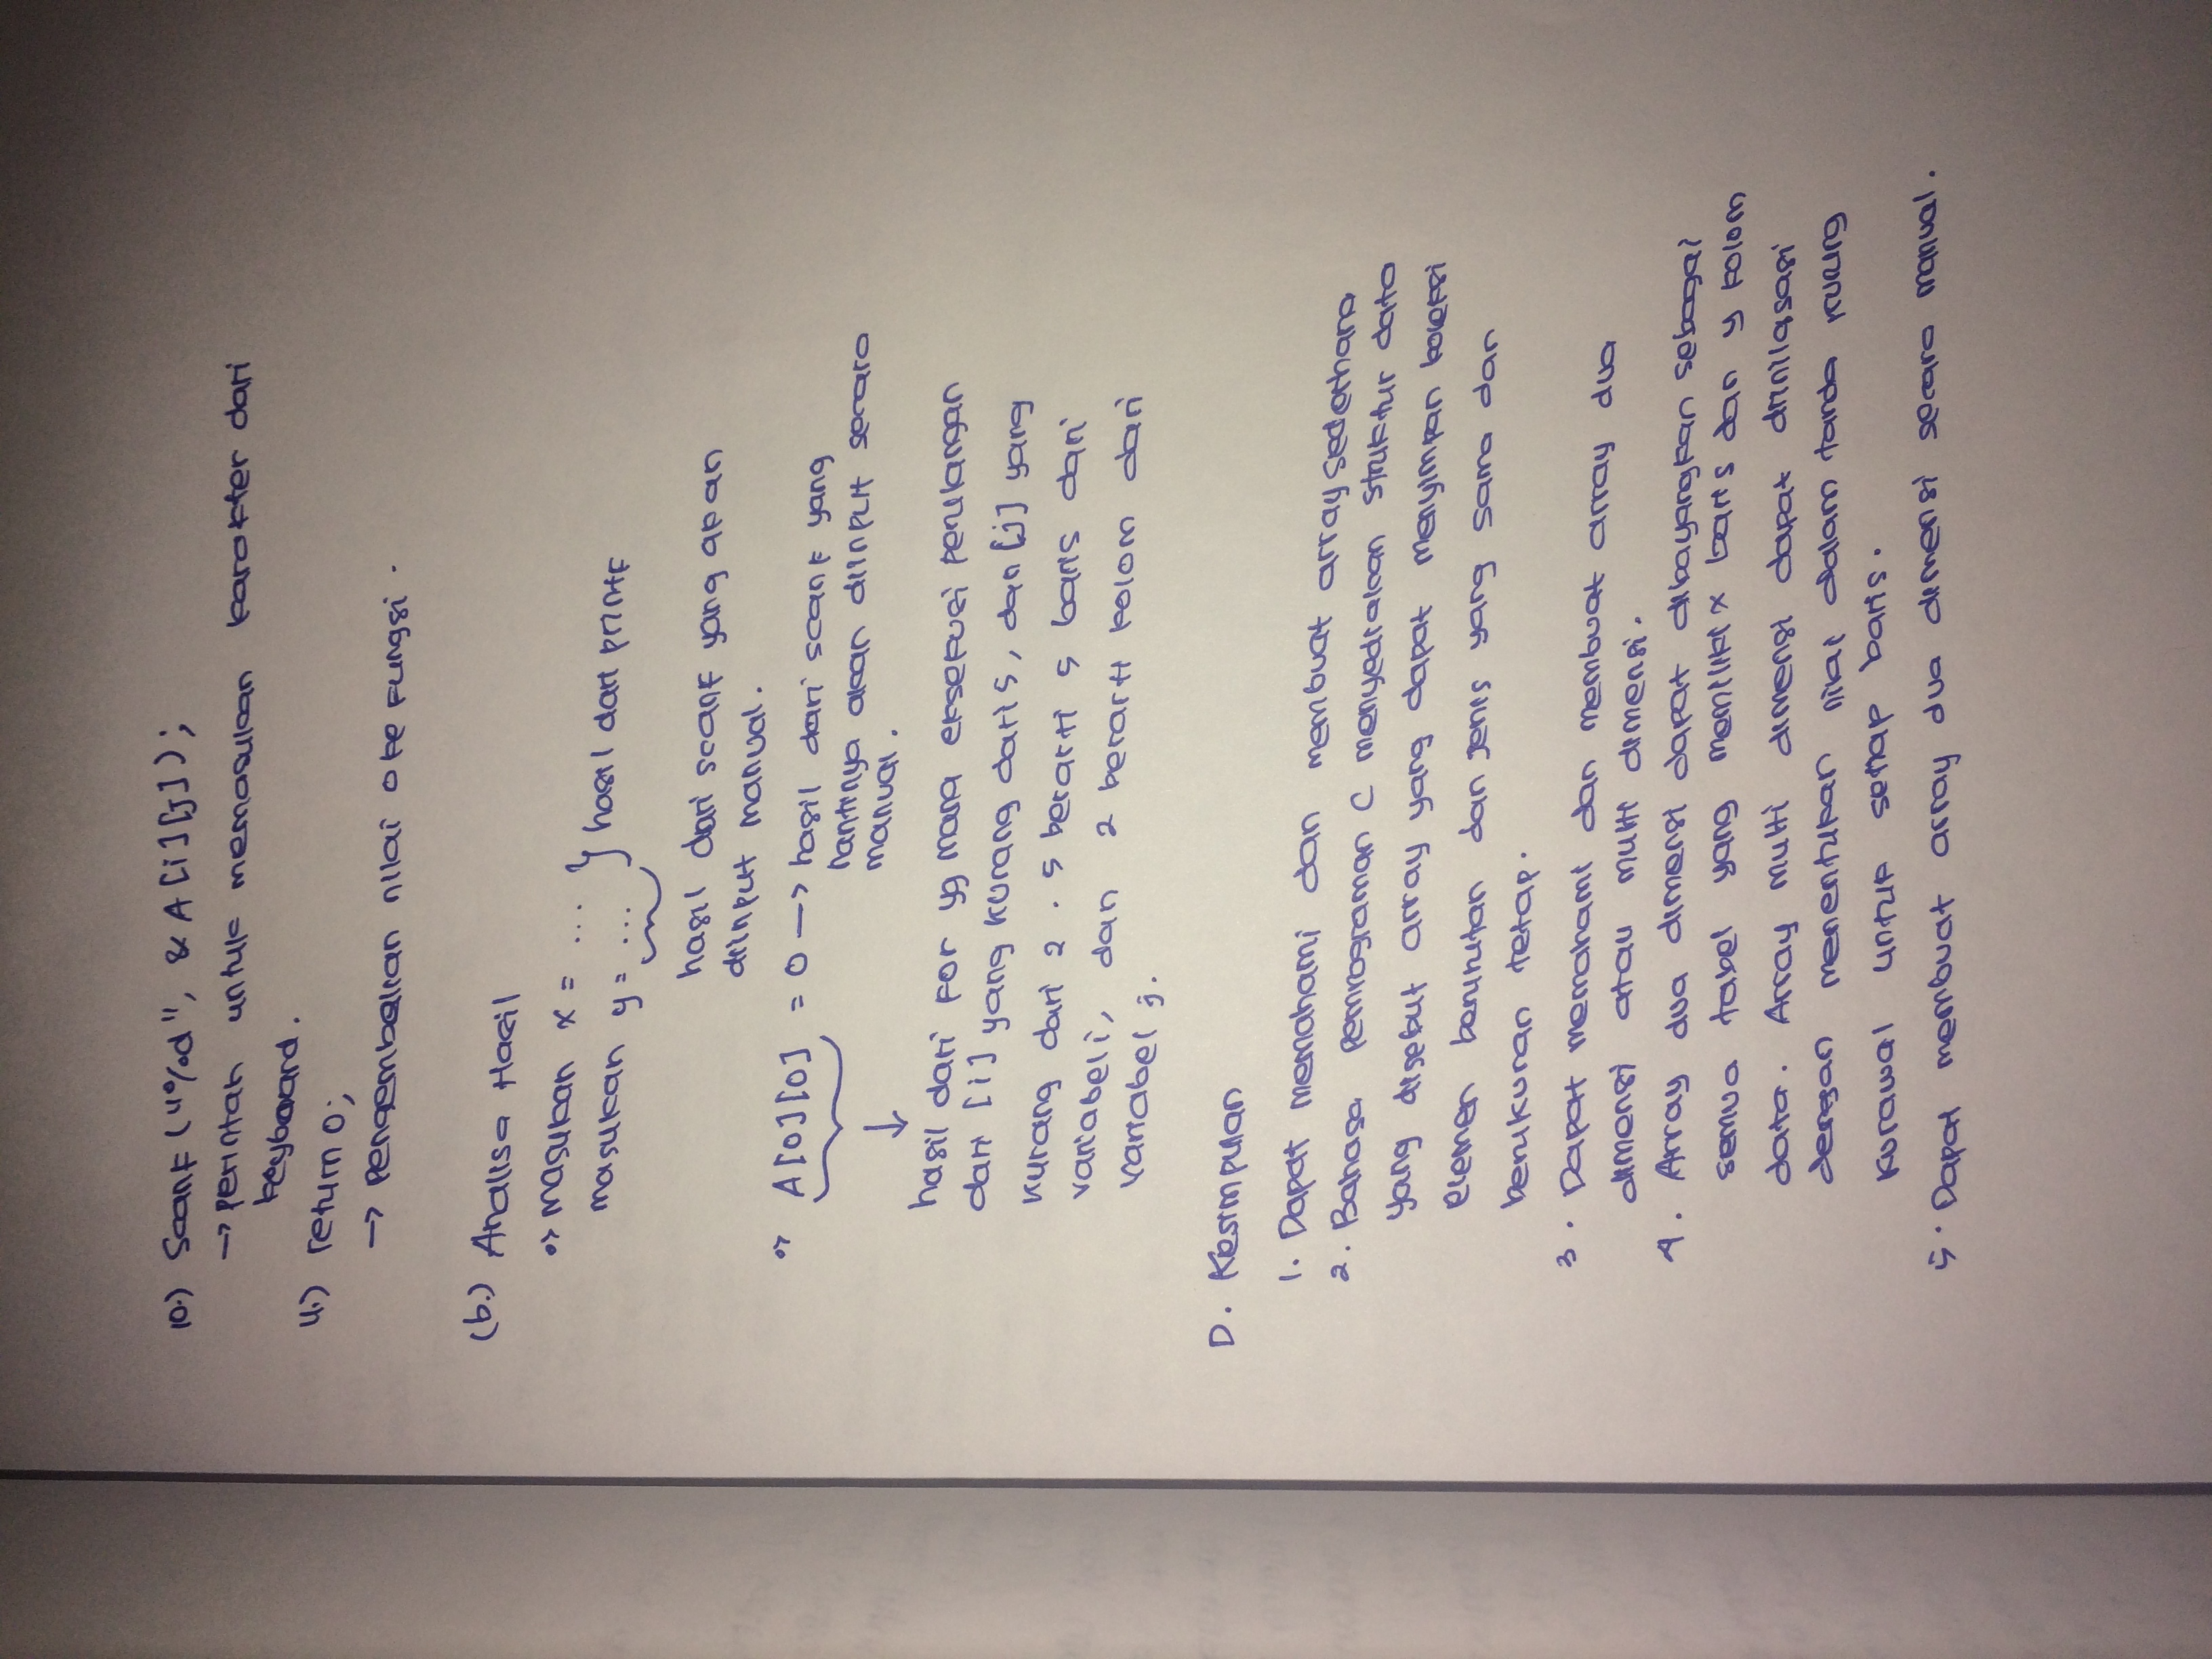 10.) Scanf ("%d", & A [i] [j]);
→ perintah untuk memasukan karakter dari
keyboard.
11.) return 0;
→ pengembalian nilai 0 ke fungsi.
(b.) Analisa Hasil
°> masukan x = ... } hasil dari printf
masukan y = ...
hasil dari scanf yang akan
diinput manual.
°> A[0][0] = 0 → hasil dari scanf yang
nantinya akan diinput secara
manual.
↓
hasil dari for yg mana eksekusi perulangan
dari [i] yang kurang dari 5, dan [j] yang
kurang dari 2. 5 berarti 5 baris dari
variabel i, dan 2 berarti kolom dari
variabel j.
D. Kesimpulan
1. Dapat memahami dan membuat array sederhana
2. Bahasa pemrograman C menyediakan struktur data
yang disebut array yang dapat menyimpan koleksi
elemen berurutan dan jenis yang sama dan
berukuran tetap.
3. Dapat memahami dan membuat array dua
dimensi atau multi dimensi.
4. Array dua dimensi dapat dibayangkan sebagai
semua tabel yang memiliki x baris dan y kolom
data. Array multi dimensi dapat diinilasasi
dengan menentukan nilai dalam tanda kurung
kurawal untuk setiap baris.
5. Dapat membuat array dua dimensi secara manual.